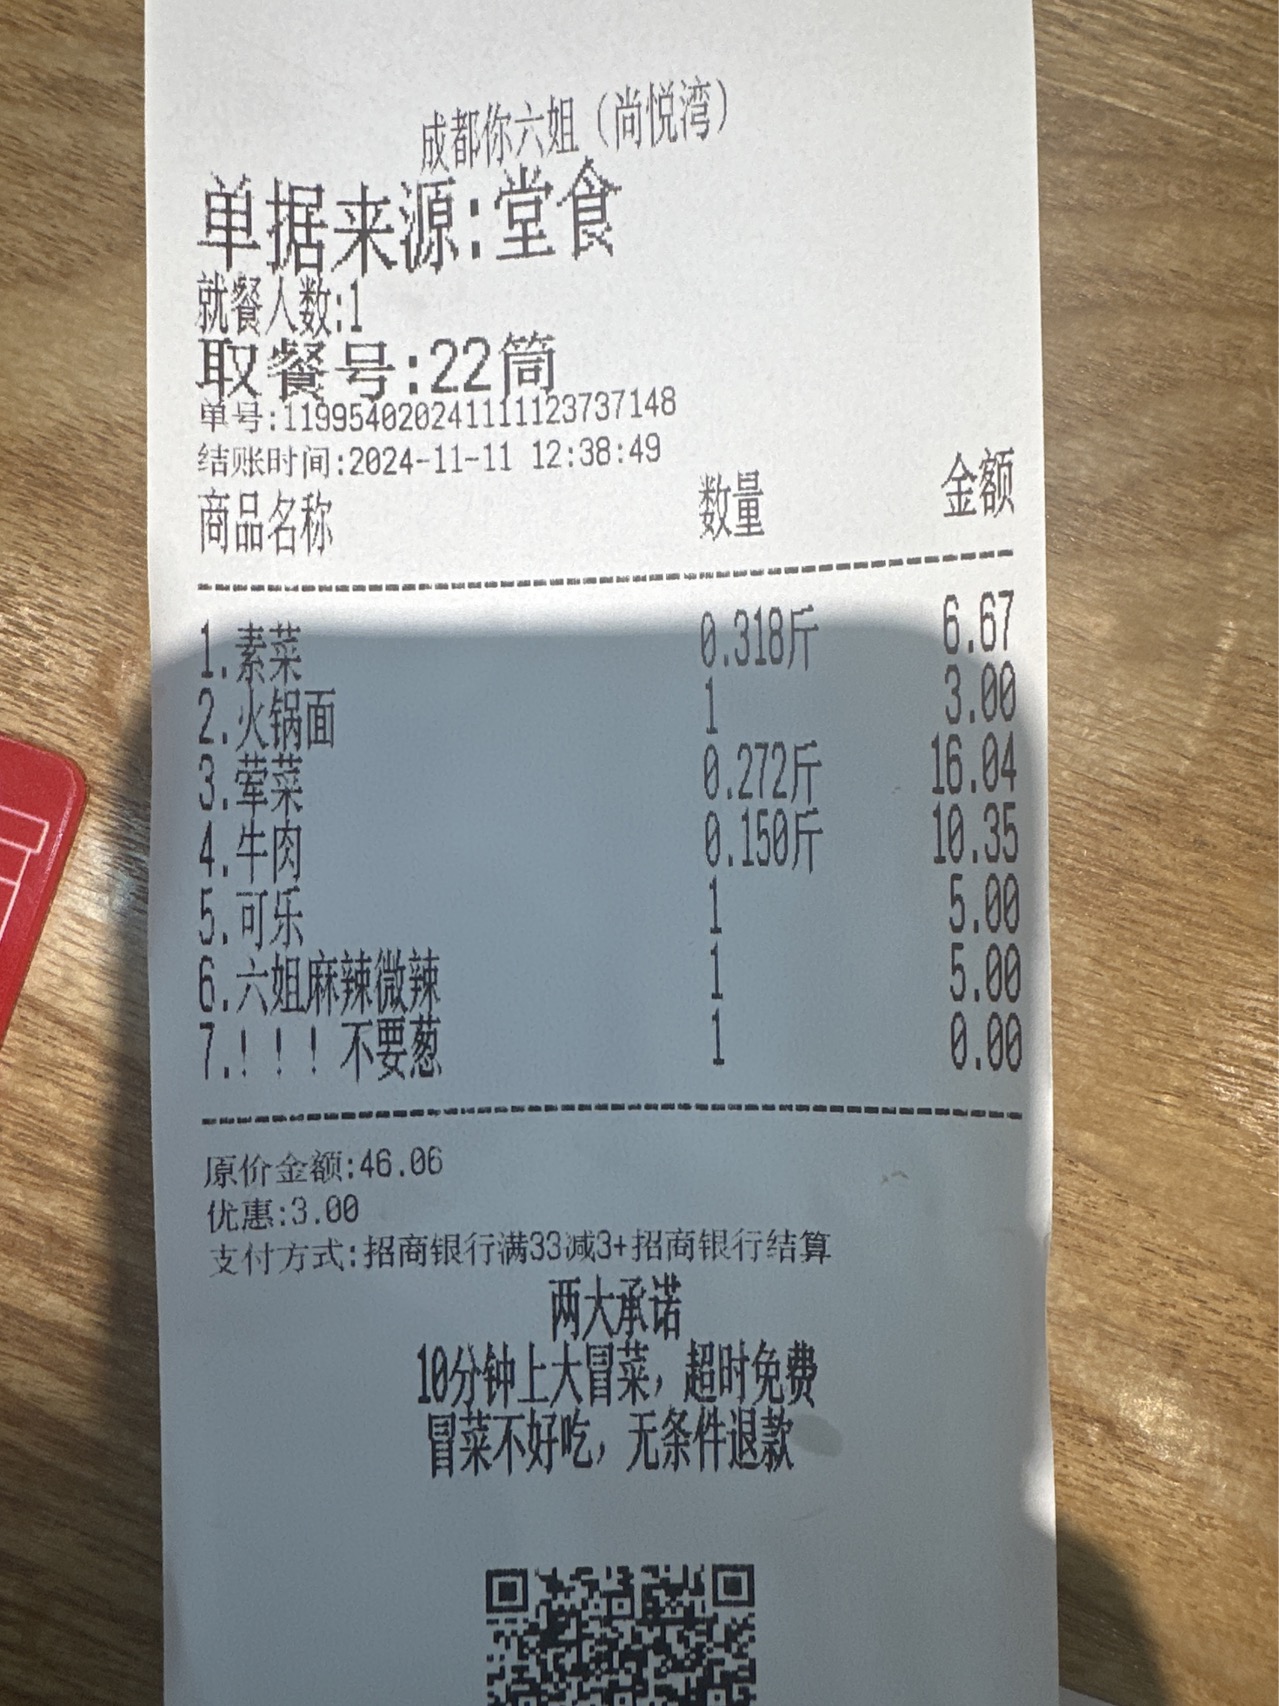 成都你六姐（尚悦湾）
单据来源:堂食
就餐人数:1
取餐号:22筒
单号:119954020241111123737148
结账时间:2024-11-11 12:38:49
商品名称 数量 金额
1.素菜 0.318斤 6.67
2.火锅面 1 3.00
3.荤菜 0.272斤 16.04
4.牛肉 0.150斤 10.35
5.可乐 1 5.00
6.六姐麻辣微辣 1 5.00
7.！！！不要葱 1 0.00
原价金额:46.06
优惠:3.00
支付方式:招商银行满33减3+招商银行结算
两大承诺
10分钟上大冒菜，超时免费
冒菜不好吃，无条件退款